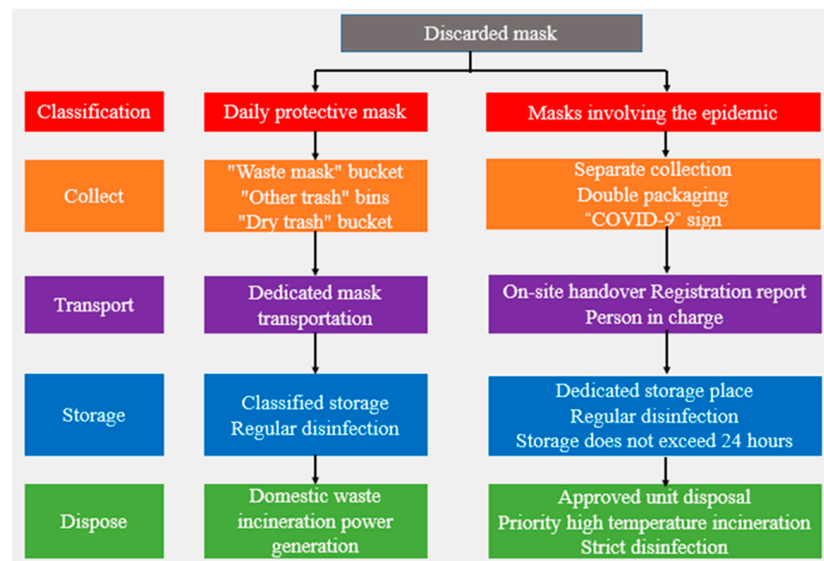 Discarded mask
Classification
Daily protective mask
Masks involving the epidemic
Collect
"Waste mask" bucket
"Other trash" bins
"Dry trash" bucket
Separate collection
Double packaging
“COVID-9” sign
Transport
Dedicated mask
transportation
On-site handover Registration report
Person in charge
Storage
Classified storage
Regular disinfection
Dedicated storage place
Regular disinfection
Storage does not exceed 24 hours
Dispose
Domestic waste
incineration power
generation
Approved unit disposal
Priority high temperature incineration
Strict disinfection